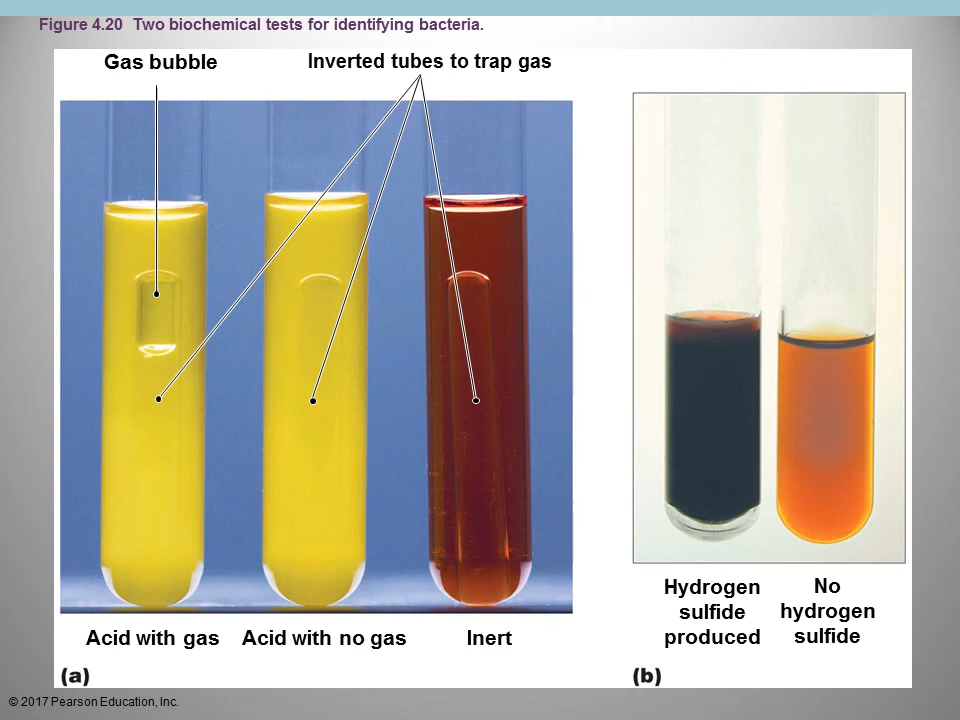 Figure 4.20  Two biochemical tests for identifying bacteria.
Gas bubble
Inverted tubes to trap gas
Acid with gas
Acid with no gas
Inert
(a)
Hydrogen
sulfide
produced
No
hydrogen
sulfide
(b)
© 2017 Pearson Education, Inc.